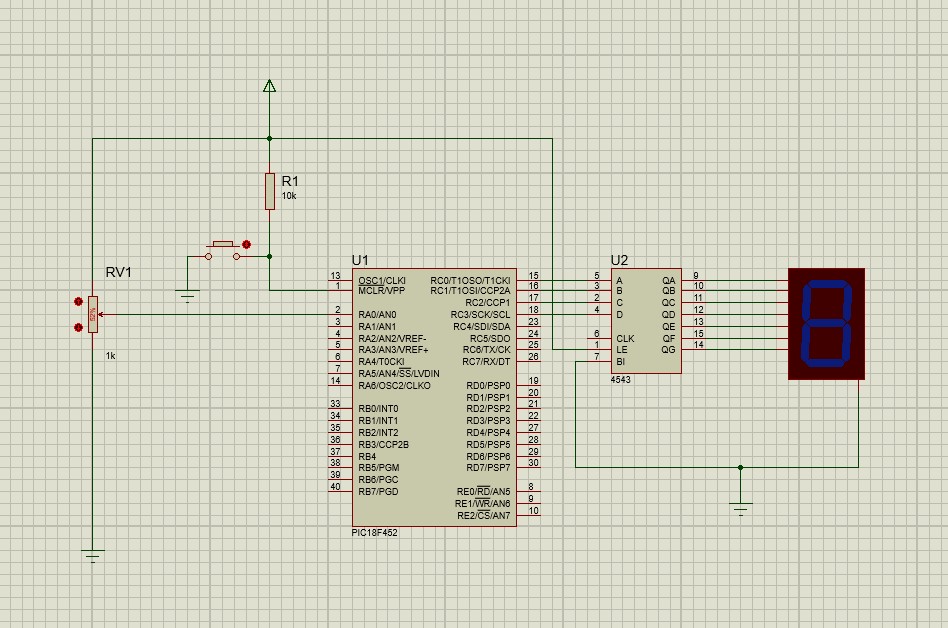 R1
10k
RV1
52%
1k
U1
13 OSC1/CLKI
1 MCLR/VPP
2 RA0/AN0
3 RA1/AN1
4 RA2/AN2/VREF-
5 RA3/AN3/VREF+
6 RA4/T0CKI
7 RA5/AN4/SS/LVDIN
14 RA6/OSC2/CLKO
33 RB0/INT0
34 RB1/INT1
35 RB2/INT2
36 RB3/CCP2B
37 RB4
38 RB5/PGM
39 RB6/PGC
40 RB7/PGD
RC0/T1OSO/T1CKI 15
RC1/T1OSI/CCP2A 16
RC2/CCP1 17
RC3/SCK/SCL 18
RC4/SDI/SDA 23
RC5/SDO 24
RC6/TX/CK 25
RC7/RX/DT 26
RD0/PSP0 19
RD1/PSP1 20
RD2/PSP2 21
RD3/PSP3 22
RD4/PSP4 27
RD5/PSP5 28
RD6/PSP6 29
RD7/PSP7 30
RE0/RD/AN5 8
RE1/WR/AN6 9
RE2/CS/AN7 10
PIC18F452
U2
5 A QA 9
3 B QB 10
2 C QC 11
4 D QD 12
QE 13
6 CLK QF 15
1 LE QG 14
7 BI
4543